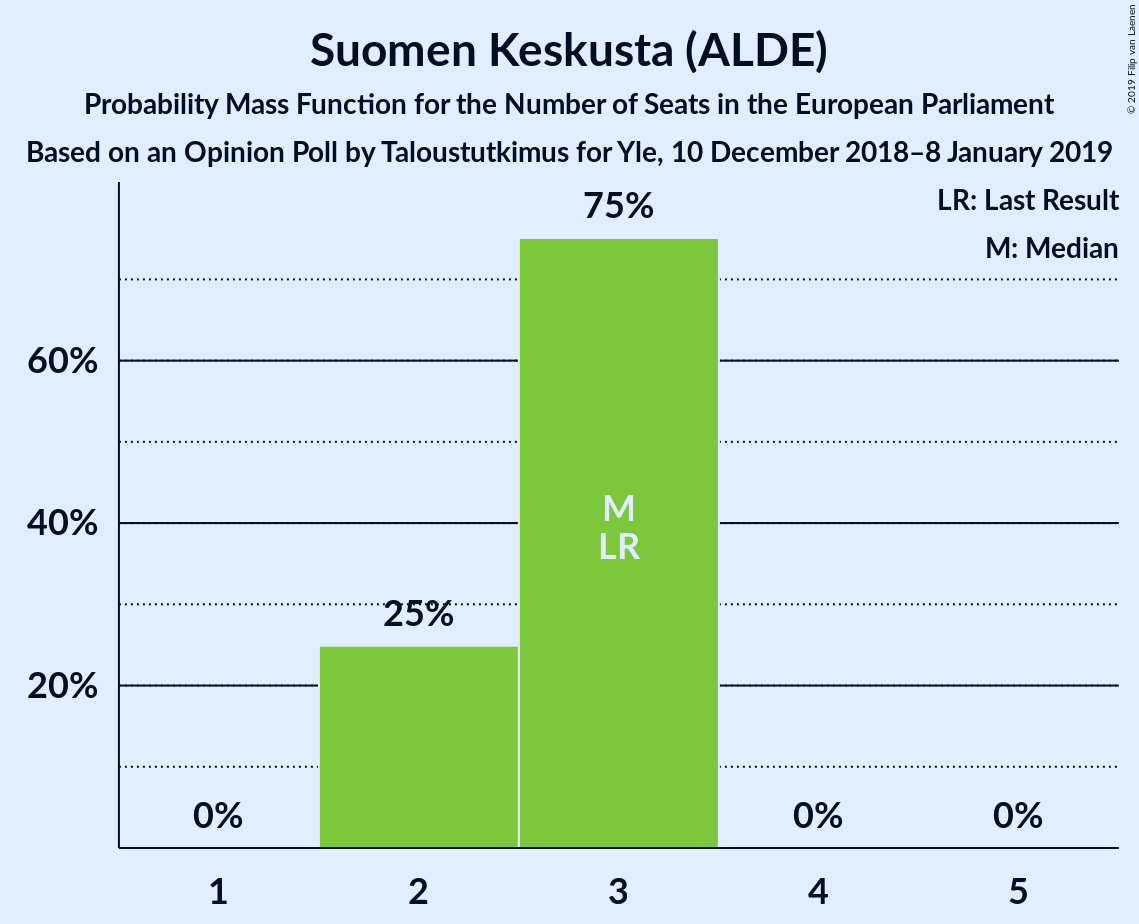 Suomen Keskusta (ALDE)
Probability Mass Function for the Number of Seats in the European Parliament
Based on an Opinion Poll by Taloustutkimus for Yle, 10 December 2018–8 January 2019
© 2019 Filip van Laenen
LR: Last Result
M: Median
75%
60%
M
40%
LR
25%
20%
0%
0%
0%
1
2
3
4
5